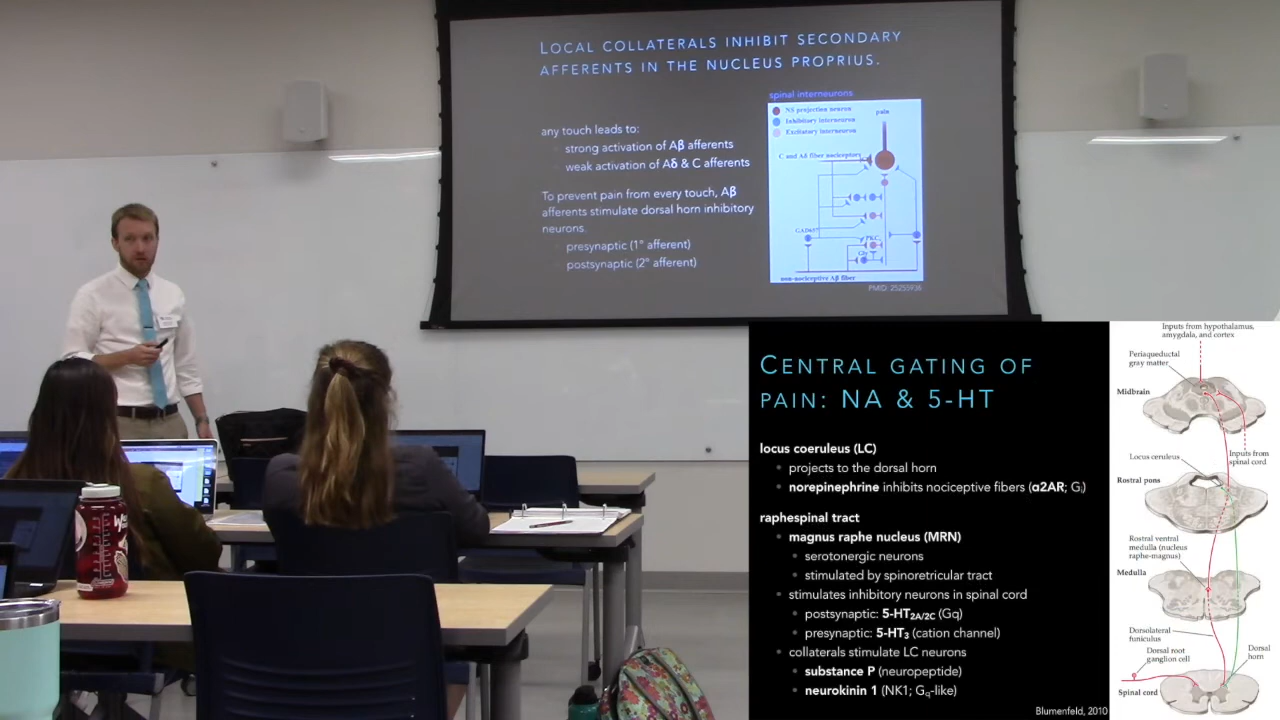 LOCAL COLLATERALS INHIBIT SECONDARY
AFFERENTS IN THE NUCLEUS PROPRIUS.
any touch leads to:
strong activation of Aβ afferents
weak activation of Aδ & C afferents
To prevent pain from every touch, Aβ
afferents stimulate dorsal horn inhibitory
neurons.
presynaptic (1° afferent)
postsynaptic (2° afferent)
spinal interneurons
NS projection neuron
Inhibitory interneuron
Excitatory interneuron
pain
C and Aδ fiber nociceptors
PKC
Gly
non-nociceptive Aβ fiber
PMID: 25255936
CENTRAL GATING OF
PAIN: NA & 5-HT
locus coeruleus (LC)
• projects to the dorsal horn
• norepinephrine inhibits nociceptive fibers (α2AR; Gi)
raphespinal tract
• magnus raphe nucleus (MRN)
• serotonergic neurons
• stimulated by spinoretricular tract
• stimulates inhibitory neurons in spinal cord
• postsynaptic: 5-HT2A/2C (Gq)
• presynaptic: 5-HT3 (cation channel)
• collaterals stimulate LC neurons
• substance P (neuropeptide)
• neurokinin 1 (NK1; Gq-like)
Inputs from hypothalamus,
amygdala, and cortex
Periaqueductal
gray matter
Midbrain
Inputs from
spinal cord
Locus ceruleus
Rostral pons
Rostral ventral
medulla (nucleus
raphe-magnus)
Medulla
Dorsolateral
funiculus
Dorsal root
ganglion cell
Dorsal
horn
Spinal cord
Blumenfeld, 2010